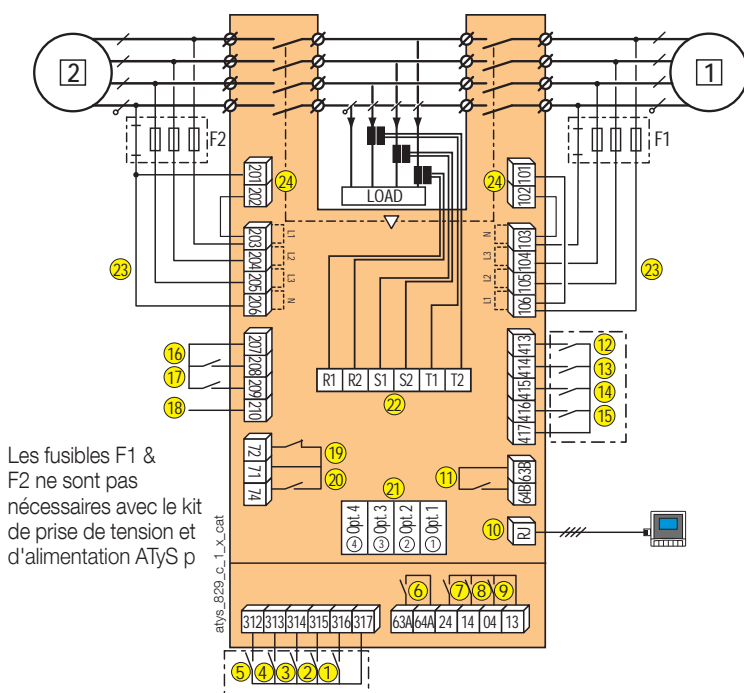 2
1
F2
F1
201
202
24
24
101
102
LOAD
203
204
205
206
L1
L2
L3
N
N
L3
L2
L1
103
104
105
106
23
23
207
208
209
210
16
17
18
R1 R2 S1 S2 T1 T2
22
413
414
415
416
417
12
13
14
15
Les fusibles F1 &
F2 ne sont pas
nécessaires avec le kit
de prise de tension et
d'alimentation ATyS p
72
71
74
19
20
11
63B
64B
21
4 Opt. 4
3 Opt. 3
2 Opt. 2
1 Opt. 1
10
RJ
atys_829_c_1_x_cat
6 7 8 9
312 313 314 315 316 317
63A 64A 24 14 04 13
5 4 3 2 1